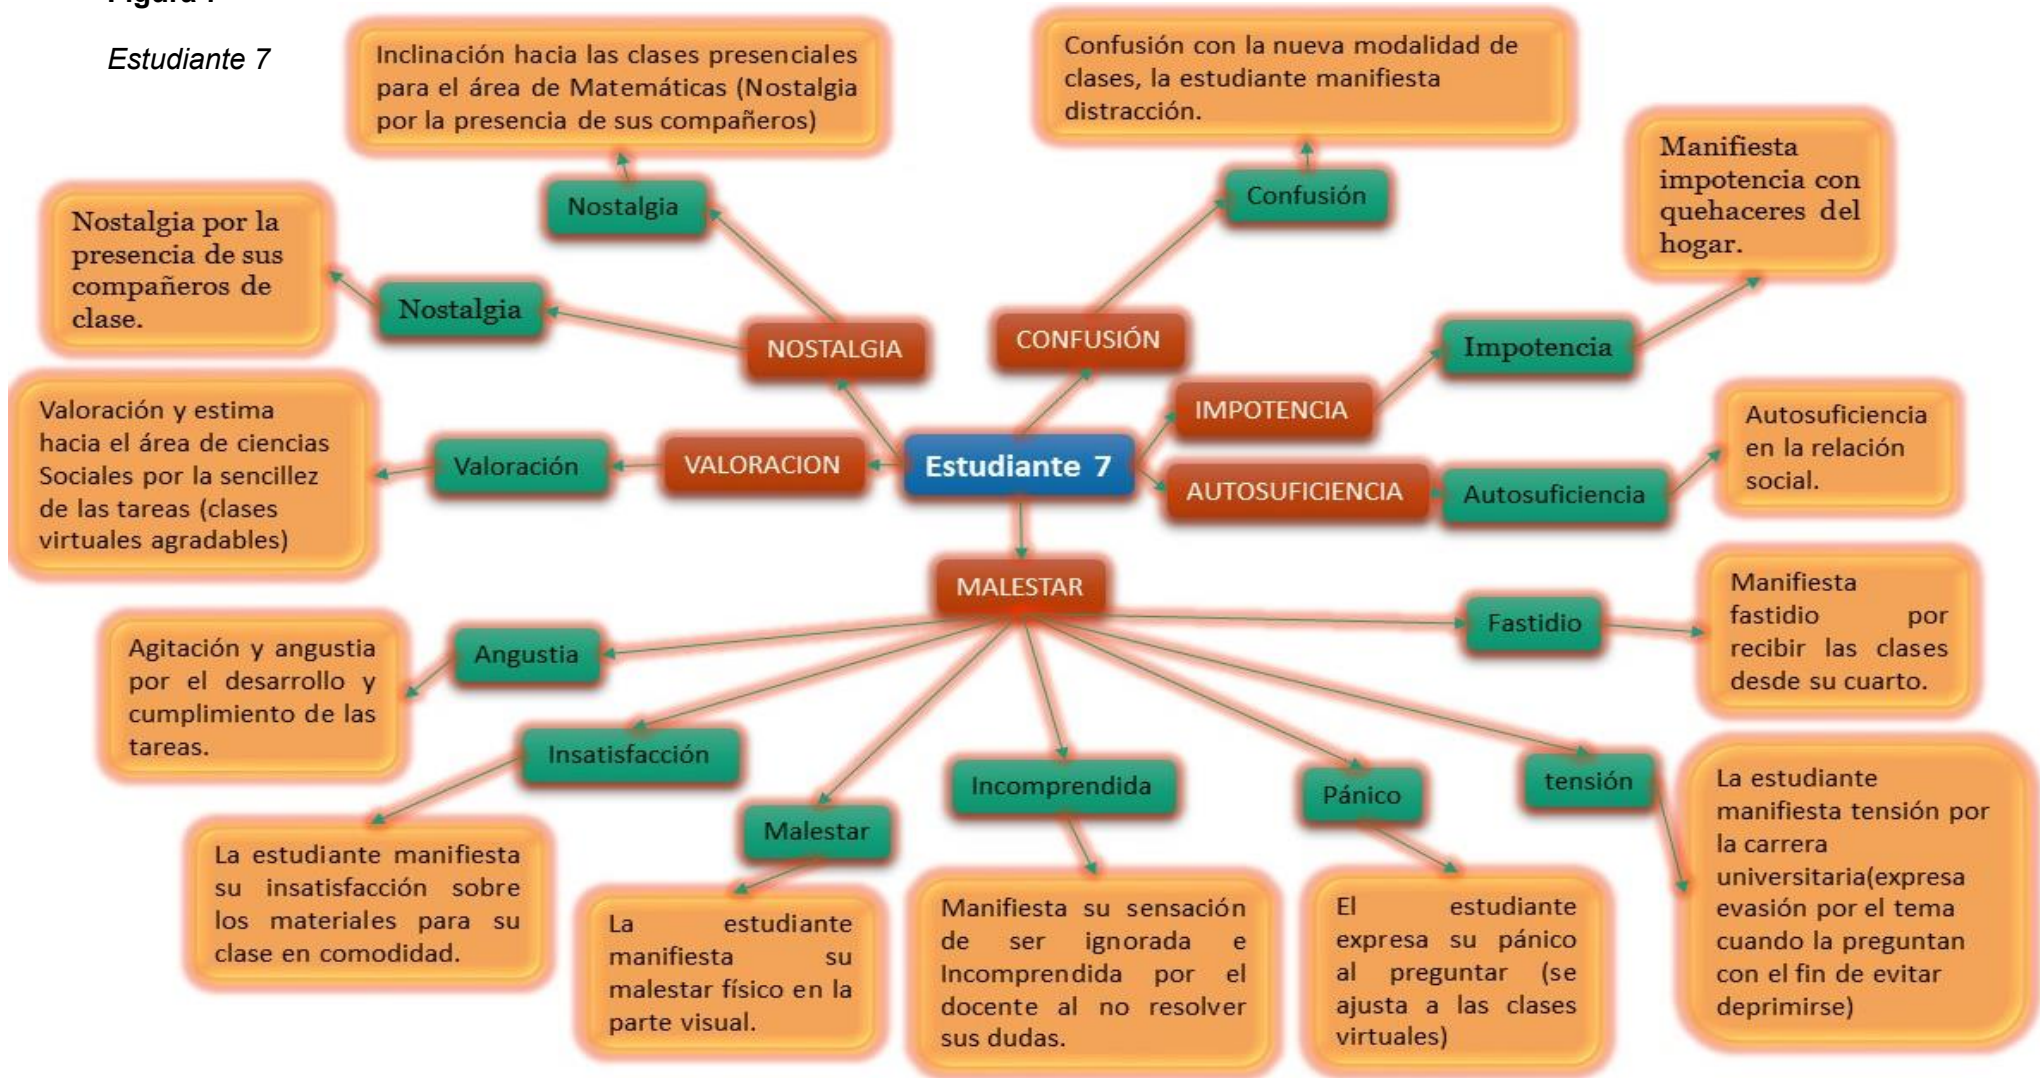 Estudiante 7
Inclinación hacia las clases presenciales
para el área de Matemáticas (Nostalgia
por la presencia de sus compañeros)
Confusión con la nueva modalidad de
clases, la estudiante manifiesta
distracción.
Manifiesta
impotencia con
quehaceres del
hogar.
Nostalgia
Confusión
Nostalgia por la
presencia de sus
compañeros de
clase.
Nostalgia
NOSTALGIA
CONFUSIÓN
Impotencia
IMPOTENCIA
Valoración y estima
hacia el área de ciencias
Sociales por la sencillez
de las tareas (clases
virtuales agradables)
Valoración
VALORACION
Estudiante 7
AUTOSUFICIENCIA
Autosuficiencia
Autosuficiencia
en la relación
social.
MALESTAR
Fastidio
Manifiesta
fastidio por
recibir las clases
desde su cuarto.
Angustia
Agitación y angustia
por el desarrollo y
cumplimiento de las
tareas.
Insatisfacción
La estudiante manifiesta
su insatisfacción sobre
los materiales para su
clase en comodidad.
Malestar
La estudiante
manifiesta su
malestar físico en la
parte visual.
Incomprendida
Manifiesta su sensación
de ser ignorada e
Incomprendida por el
docente al no resolver
sus dudas.
Pánico
El estudiante
expresa su pánico
al preguntar (se
ajusta a las clases
virtuales)
tensión
La estudiante
manifiesta tensión por
la carrera
universitaria(expresa
evasión por el tema
cuando la preguntan
con el fin de evitar
deprimirse)